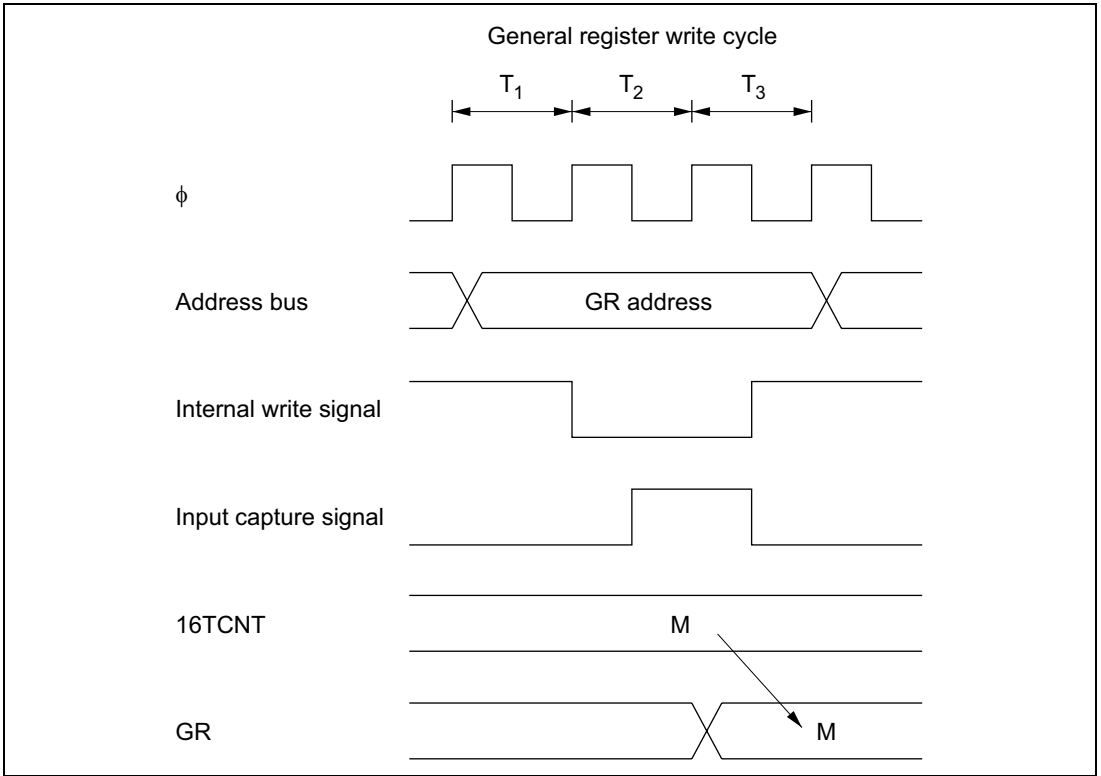 General register write cycle
T1 T2 T3
ϕ
Address bus GR address
Internal write signal
Input capture signal
16TCNT M
GR M